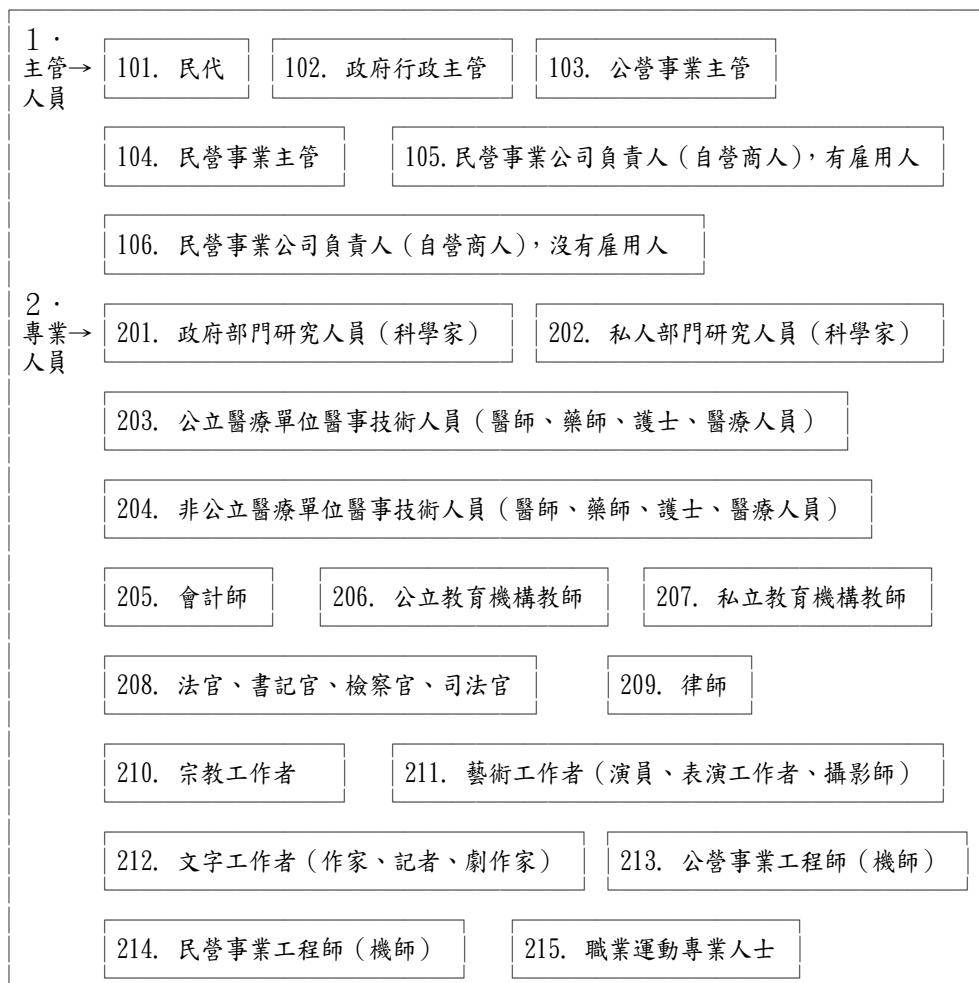 1．
主管→ 101. 民代 102. 政府行政主管 103. 公營事業主管
人員
104. 民營事業主管 105.民營事業公司負責人（自營商人），有雇用人
106. 民營事業公司負責人（自營商人），沒有雇用人
2．
專業→ 201. 政府部門研究人員（科學家） 202. 私人部門研究人員（科學家）
人員
203. 公立醫療單位醫事技術人員（醫師、藥師、護士、醫療人員）
204. 非公立醫療單位醫事技術人員（醫師、藥師、護士、醫療人員）
205. 會計師 206. 公立教育機構教師 207. 私立教育機構教師
208. 法官、書記官、檢察官、司法官 209. 律師
210. 宗教工作者 211. 藝術工作者（演員、表演工作者、攝影師）
212. 文字工作者（作家、記者、劇作家） 213. 公營事業工程師（機師）
214. 民營事業工程師（機師） 215. 職業運動專業人士